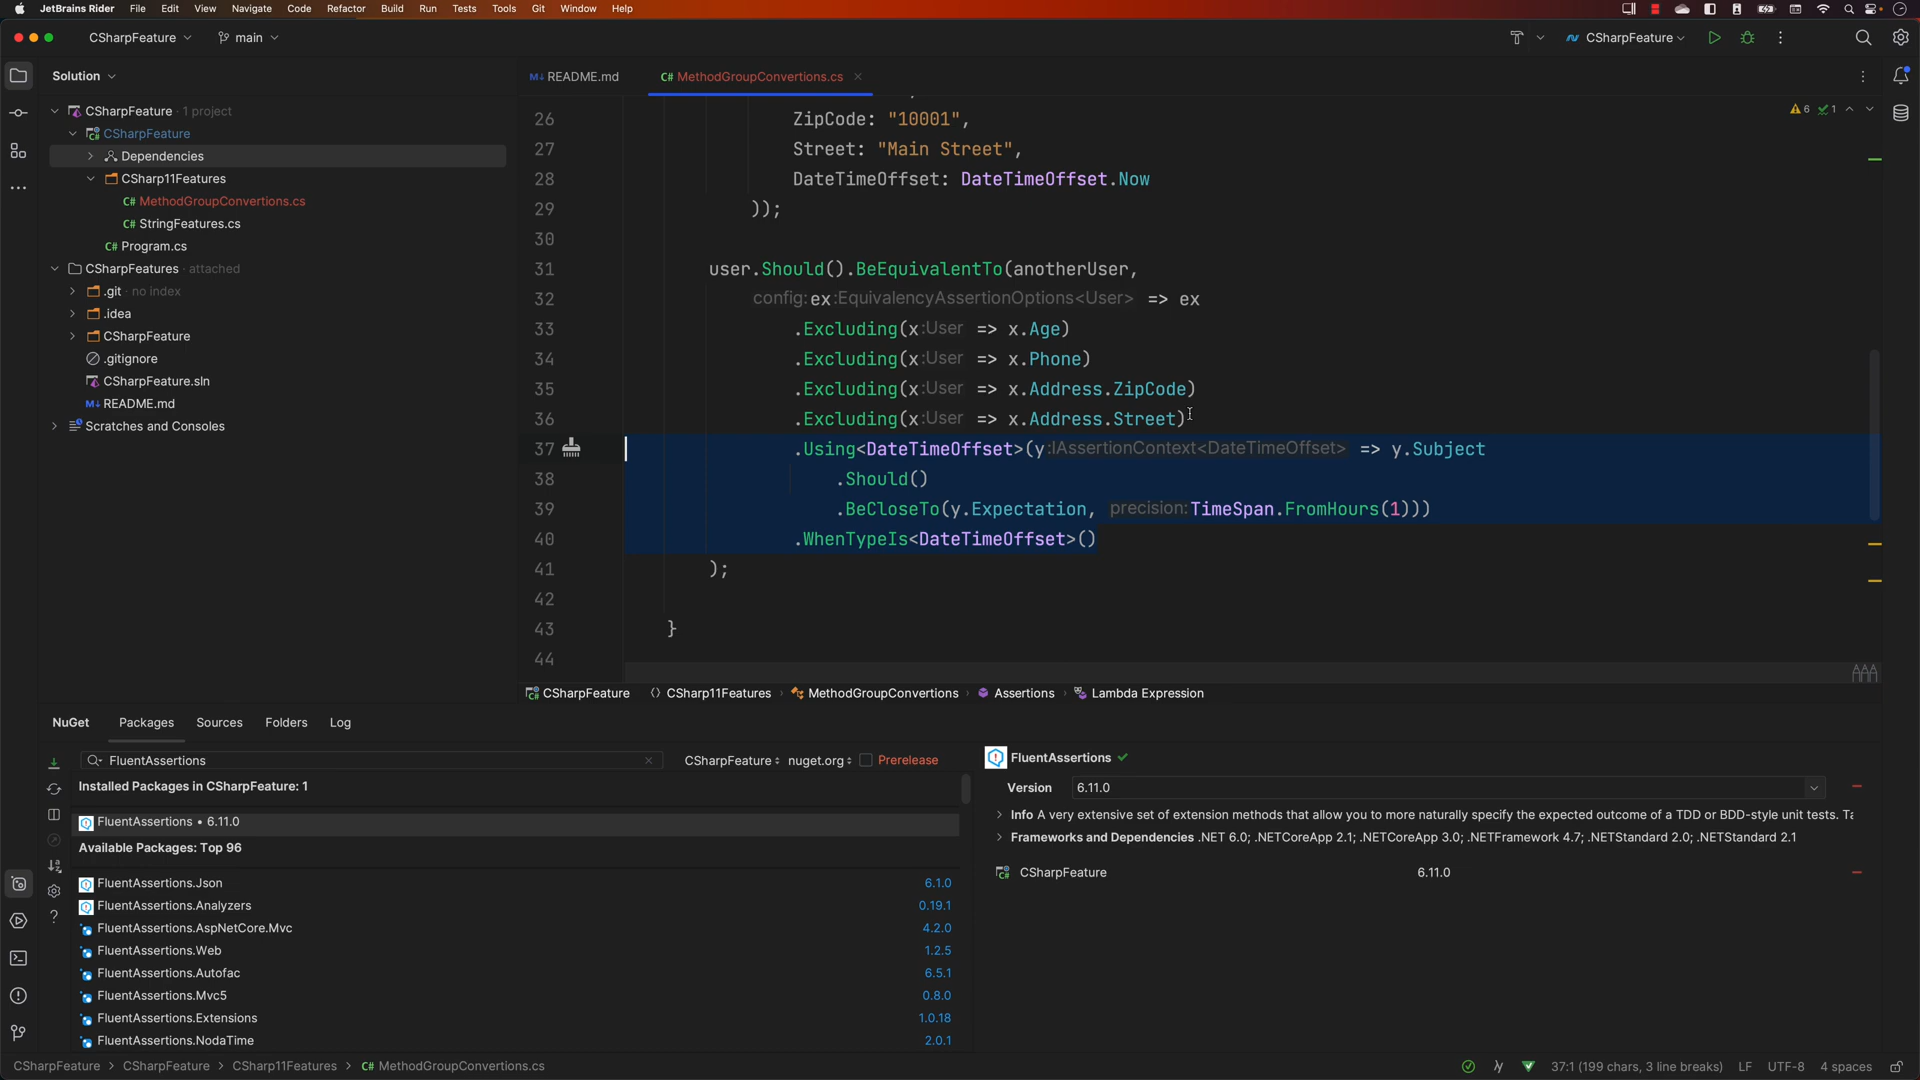 JetBrains Rider File Edit View Navigate Code Refactor Build Run Tests Tools Git Window Help
CSharpFeature main CSharpFeature
Solution
CSharpFeature 1 project
CSharpFeature
Dependencies
CSharp11Features
C# MethodGroupConvertions.cs
C# StringFeatures.cs
C# Program.cs
CSharpFeatures attached
.git no index
.idea
CSharpFeature
.gitignore
CSharpFeature.sln
M↓ README.md
Scratches and Consoles
M↓ README.md C# MethodGroupConvertions.cs
6 1
26 ZipCode: "10001",
27 Street: "Main Street",
28 DateTimeOffset: DateTimeOffset.Now
29 ));
30
31 user.Should().BeEquivalentTo(anotherUser,
32 config: ex :EquivalencyAssertionOptions<User> => ex
33 .Excluding(x :User => x.Age)
34 .Excluding(x :User => x.Phone)
35 .Excluding(x :User => x.Address.ZipCode)
36 .Excluding(x :User => x.Address.Street)
37 .Using<DateTimeOffset>(y :IAssertionContext<DateTimeOffset> => y.Subject
38 .Should()
39 .BeCloseTo(y.Expectation, precision: TimeSpan.FromHours(1)))
40 .WhenTypeIs<DateTimeOffset>()
41 );
42
43 }
44
CSharpFeature CSharp11Features MethodGroupConvertions Assertions Lambda Expression
NuGet Packages Sources Folders Log
FluentAssertions CSharpFeature nuget.org Prerelease
Installed Packages in CSharpFeature: 1
FluentAssertions • 6.11.0
Available Packages: Top 96
FluentAssertions.Json 6.1.0
FluentAssertions.Analyzers 0.19.1
FluentAssertions.AspNetCore.Mvc 4.2.0
FluentAssertions.Web 1.2.5
FluentAssertions.Autofac 6.5.1
FluentAssertions.Mvc5 0.8.0
FluentAssertions.Extensions 1.0.18
FluentAssertions.NodaTime 2.0.1
FluentAssertions
Version 6.11.0
Info A very extensive set of extension methods that allow you to more naturally specify the expected outcome of a TDD or BDD-style unit tests. Ta
Frameworks and Dependencies .NET 6.0; .NETCoreApp 2.1; .NETCoreApp 3.0; .NETFramework 4.7; .NETStandard 2.0; .NETStandard 2.1
CSharpFeature 6.11.0
CSharpFeature CSharpFeature CSharp11Features C# MethodGroupConvertions.cs
37:1 (199 chars, 3 line breaks) LF UTF-8 4 spaces